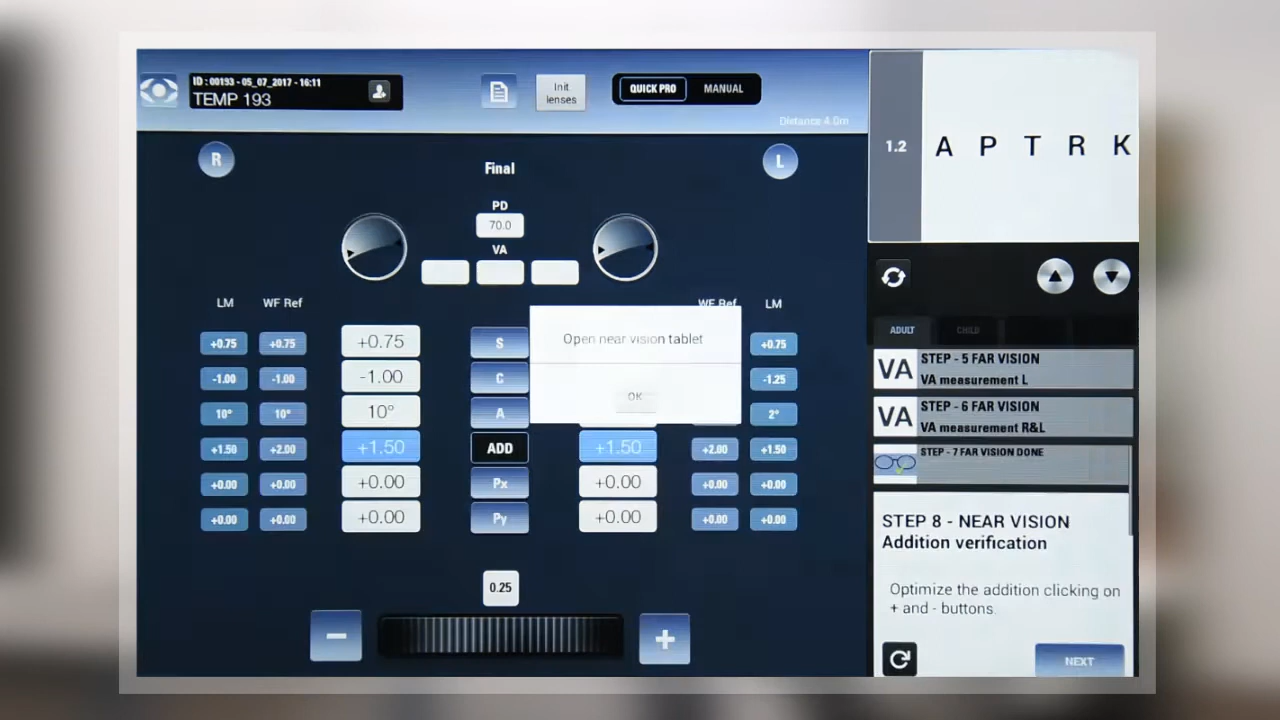 ID : 00193 - 05_07_2017 - 16:11
TEMP 193
Init
lenses
QUICK PRO
MANUAL
Distance 4.0m
R
Final
L
PD
70.0
VA
LM
WF Ref
WF Ref
LM
+0.75
+0.75
+0.75
S
+0.75
-1.00
-1.00
-1.00
C
-1.25
10°
10°
10°
A
2°
+1.50
+2.00
+1.50
ADD
+1.50
+2.00
+1.50
+0.00
+0.00
+0.00
Px
+0.00
+0.00
+0.00
+0.00
+0.00
+0.00
Py
+0.00
+0.00
+0.00
0.25
−
+
Open near vision tablet
OK
1.2
A P T R K
ADULT
CHILD
VA
STEP - 5 FAR VISION
VA measurement L
VA
STEP - 6 FAR VISION
VA measurement R&L
STEP - 7 FAR VISION DONE
STEP 8 - NEAR VISION
Addition verification
Optimize the addition clicking on
+ and - buttons.
NEXT